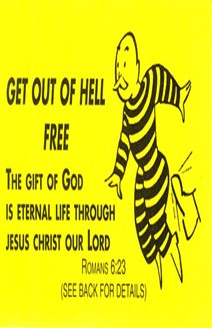 GET OUT OF HELL
FREE
THE GIFT OF GOD
IS ETERNAL LIFE THROUGH
JESUS CHRIST OUR LORD
ROMANS 6:23
(SEE BACK FOR DETAILS)